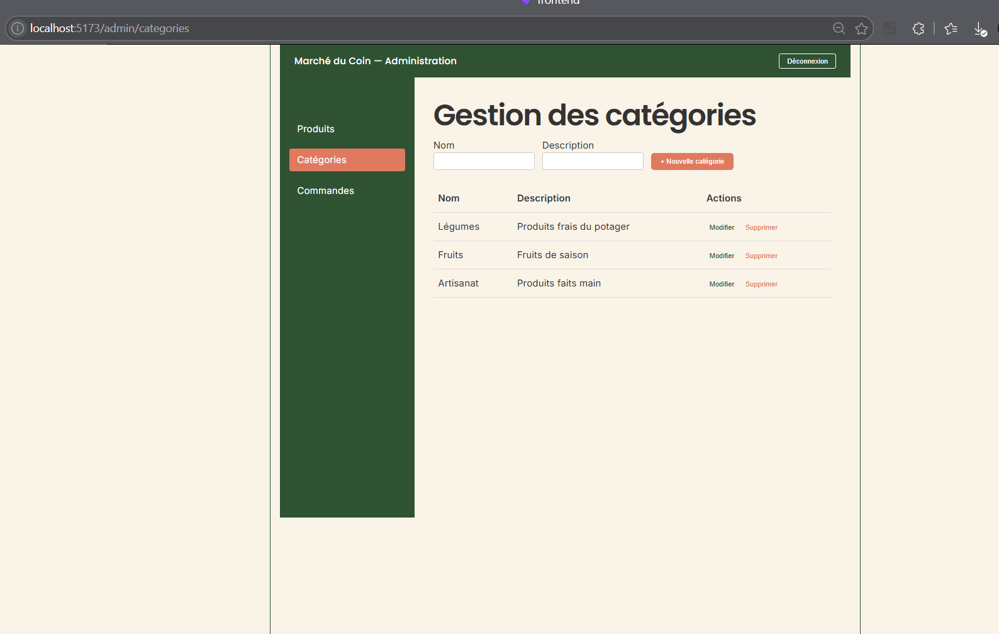 frontend
localhost:5173/admin/categories
Marché du Coin — Administration
Déconnexion
Produits
Catégories
Commandes
Gestion des catégories
Nom Description
+ Nouvelle catégorie
Nom Description Actions
Légumes Produits frais du potager Modifier Supprimer
Fruits Fruits de saison Modifier Supprimer
Artisanat Produits faits main Modifier Supprimer